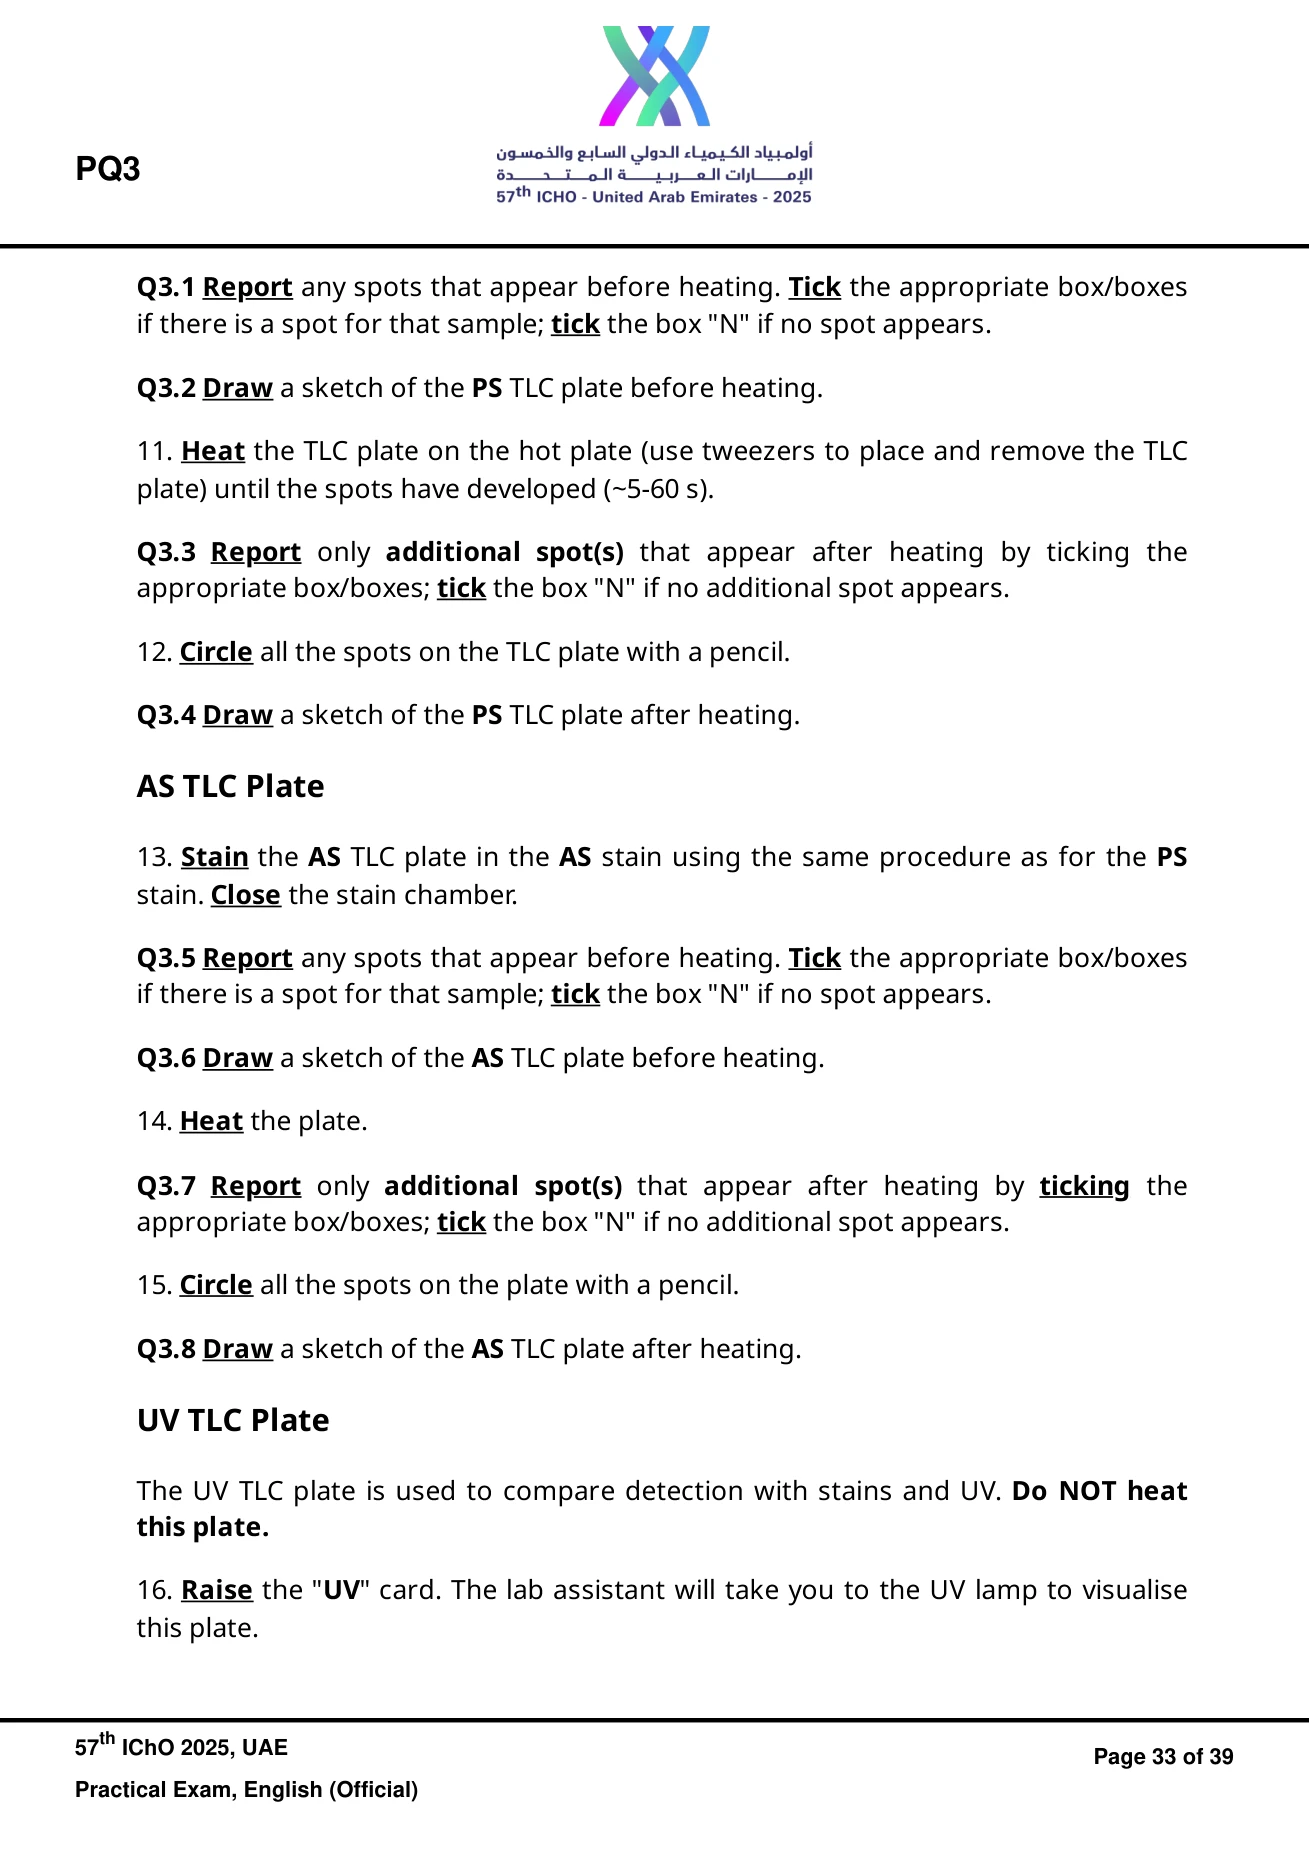 PQ3
أولمبياد الكيمياء الدولي السابع والخمسون
الإمارات العربية المتحدة
57th ICHO - United Arab Emirates - 2025
Q3.1 Report any spots that appear before heating. Tick the appropriate box/boxes
if there is a spot for that sample; tick the box "N" if no spot appears.
Q3.2 Draw a sketch of the PS TLC plate before heating.
11. Heat the TLC plate on the hot plate (use tweezers to place and remove the TLC
plate) until the spots have developed (~5-60 s).
Q3.3 Report only additional spot(s) that appear after heating by ticking the
appropriate box/boxes; tick the box "N" if no additional spot appears.
12. Circle all the spots on the TLC plate with a pencil.
Q3.4 Draw a sketch of the PS TLC plate after heating.
AS TLC Plate
13. Stain the AS TLC plate in the AS stain using the same procedure as for the PS
stain. Close the stain chamber.
Q3.5 Report any spots that appear before heating. Tick the appropriate box/boxes
if there is a spot for that sample; tick the box "N" if no spot appears.
Q3.6 Draw a sketch of the AS TLC plate before heating.
14. Heat the plate.
Q3.7 Report only additional spot(s) that appear after heating by ticking the
appropriate box/boxes; tick the box "N" if no additional spot appears.
15. Circle all the spots on the plate with a pencil.
Q3.8 Draw a sketch of the AS TLC plate after heating.
UV TLC Plate
The UV TLC plate is used to compare detection with stains and UV. Do NOT heat
this plate.
16. Raise the "UV" card. The lab assistant will take you to the UV lamp to visualise
this plate.
57th IChO 2025, UAE
Practical Exam, English (Official)
Page 33 of 39